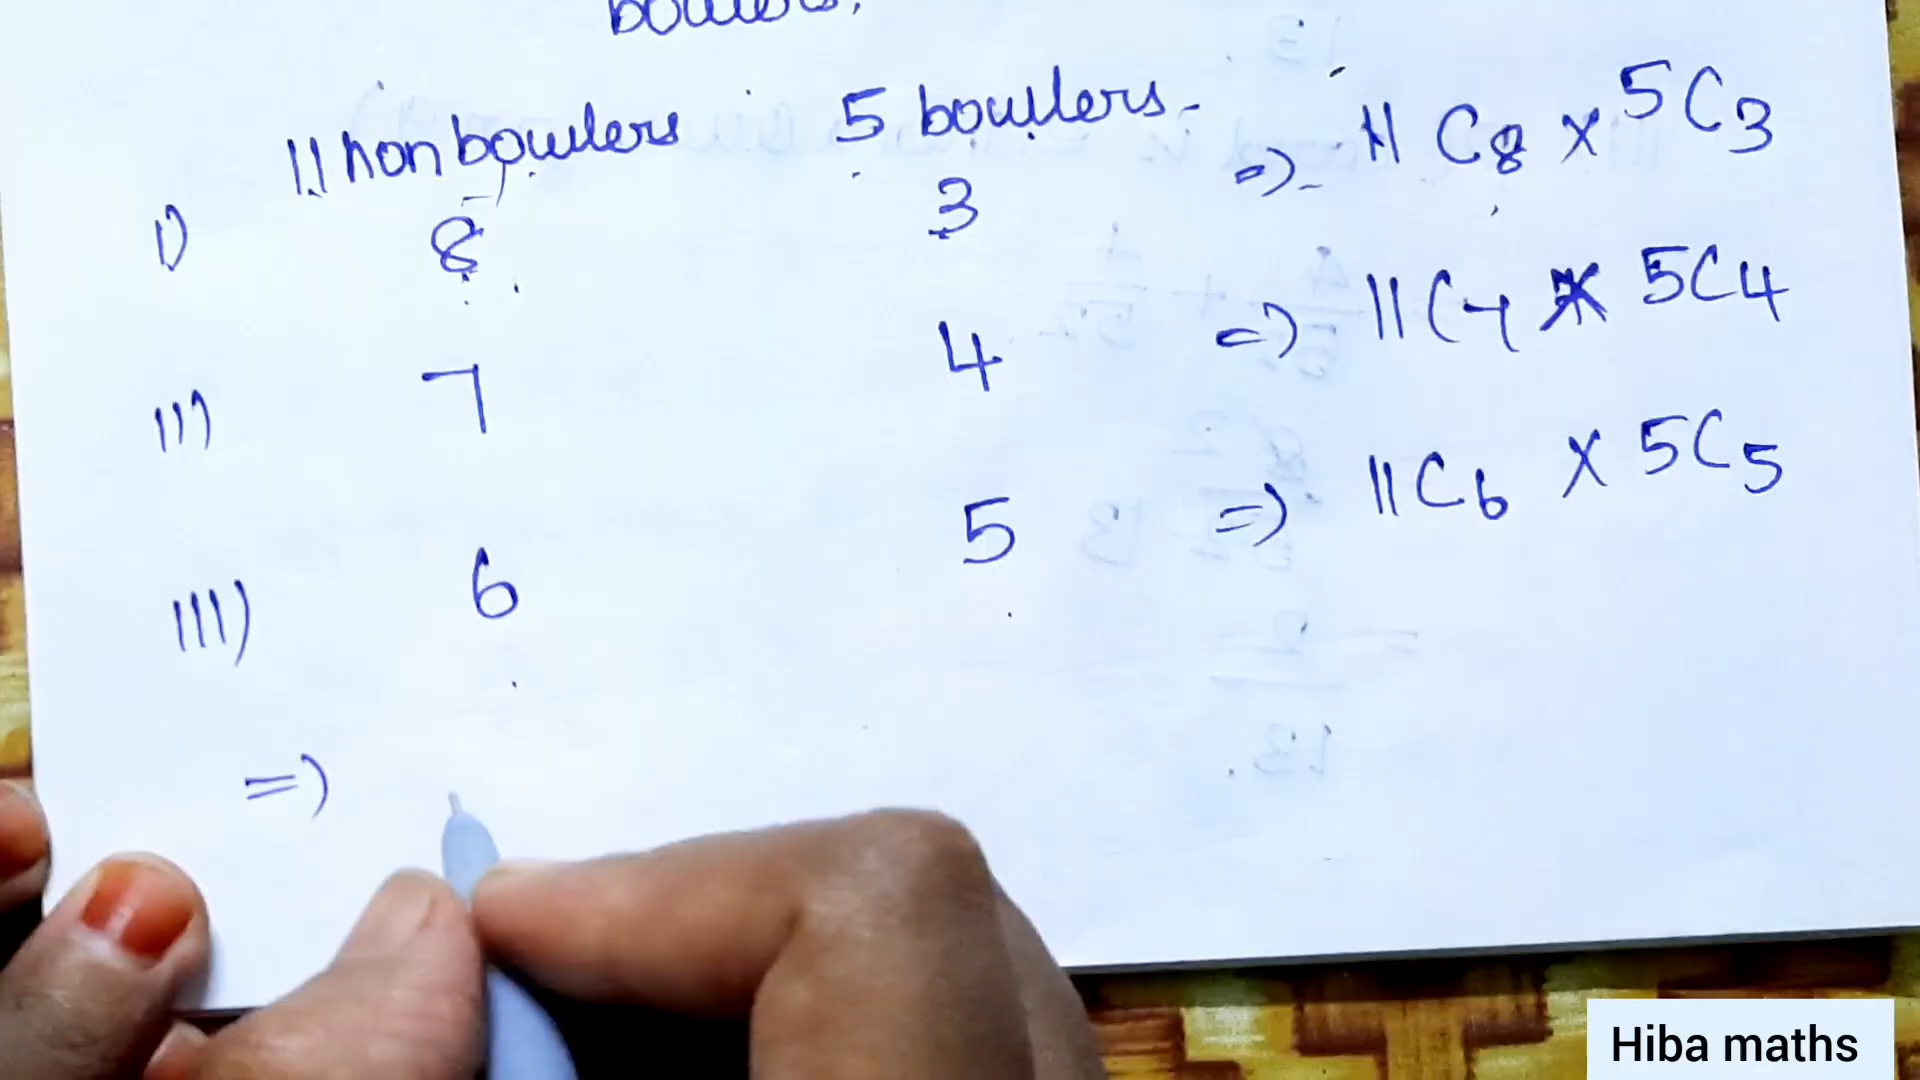 bowlers.
11 non bowlers 5 bowlers.
i) 8 3 => 11C8 × 5C3
ii) 7 4 => 11C7 × 5C4
iii) 6 5 => 11C6 × 5C5
=>
Hiba maths